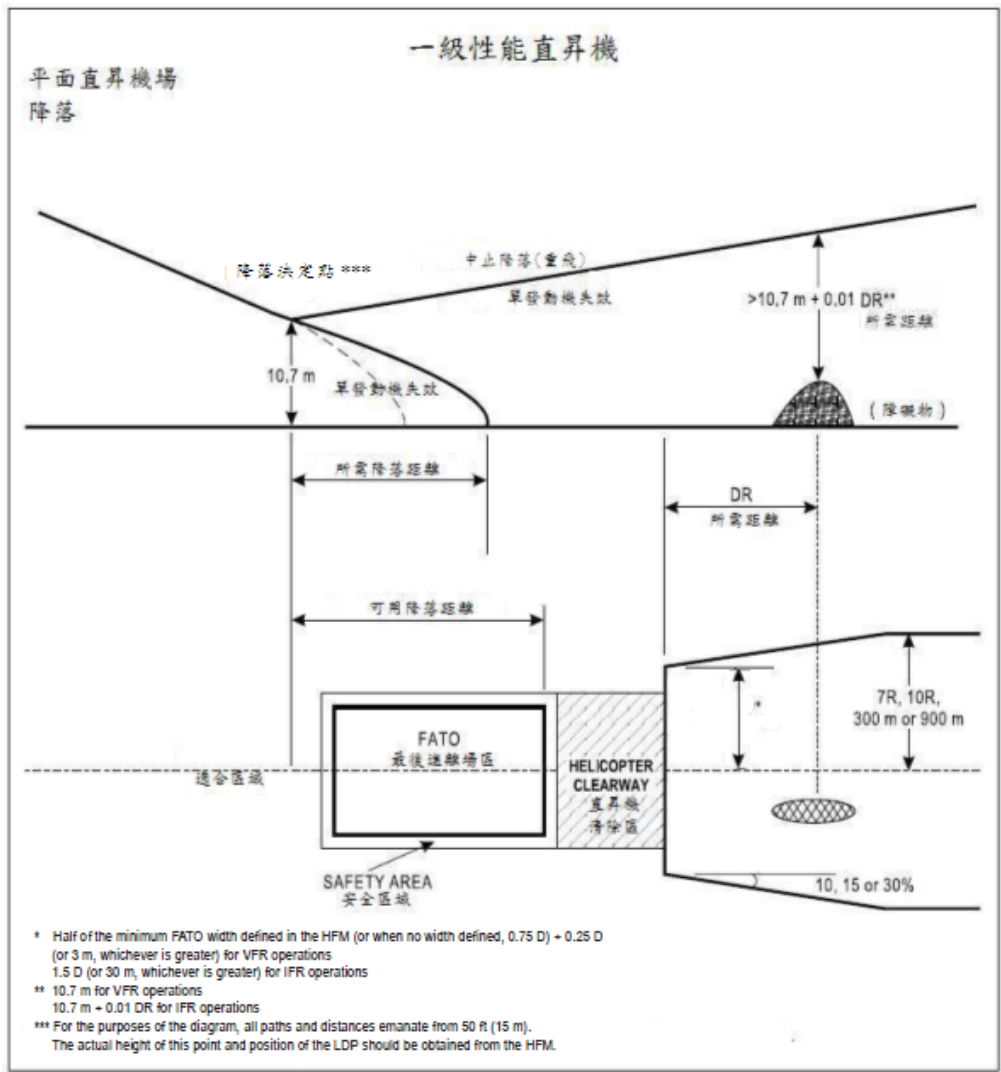 一級性能直昇機
平面直昇機場
降落
降落決定點 ***
中止降落(重飛)
單發動機失效
>10,7 m + 0.01 DR**
所需距離
10,7 m
單發動機失效
(障礙物)
所需降落距離
DR
所需距離
可用降落距離
*
7R, 10R,
300 m or 900 m
FATO
最後進離場區
適合區域
HELICOPTER
CLEARWAY
直昇機
清除區
SAFETY AREA
安全區域
10, 15 or 30%
* Half of the minimum FATO width defined in the HFM (or when no width defined, 0.75 D) + 0.25 D
(or 3 m, whichever is greater) for VFR operations
1.5 D (or 30 m, whichever is greater) for IFR operations
** 10.7 m for VFR operations
10.7 m + 0.01 DR for IFR operations
*** For the purposes of the diagram, all paths and distances emanate from 50 ft (15 m).
The actual height of this point and position of the LDP should be obtained from the HFM.